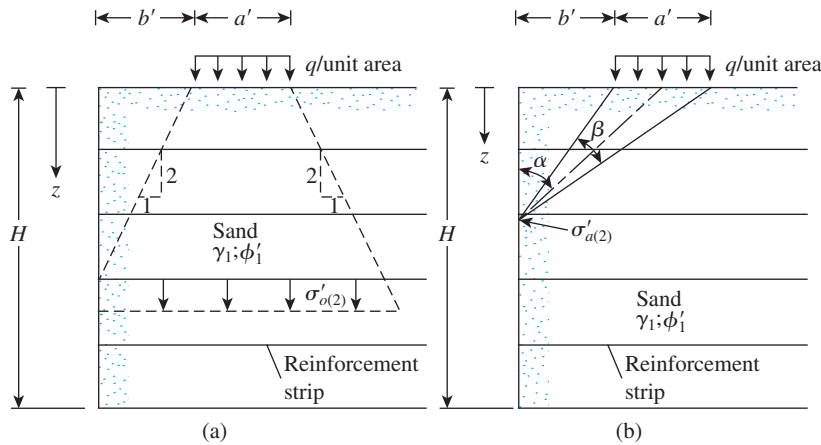 b′ a′
q/unit area
z
H
2 2
1 1
Sand
γ₁;ϕ′₁
σ′o(2)
Reinforcement
strip
(a)
b′ a′
q/unit area
z
H
β
α
σ′a(2)
Sand
γ₁;ϕ′₁
Reinforcement
strip
(b)